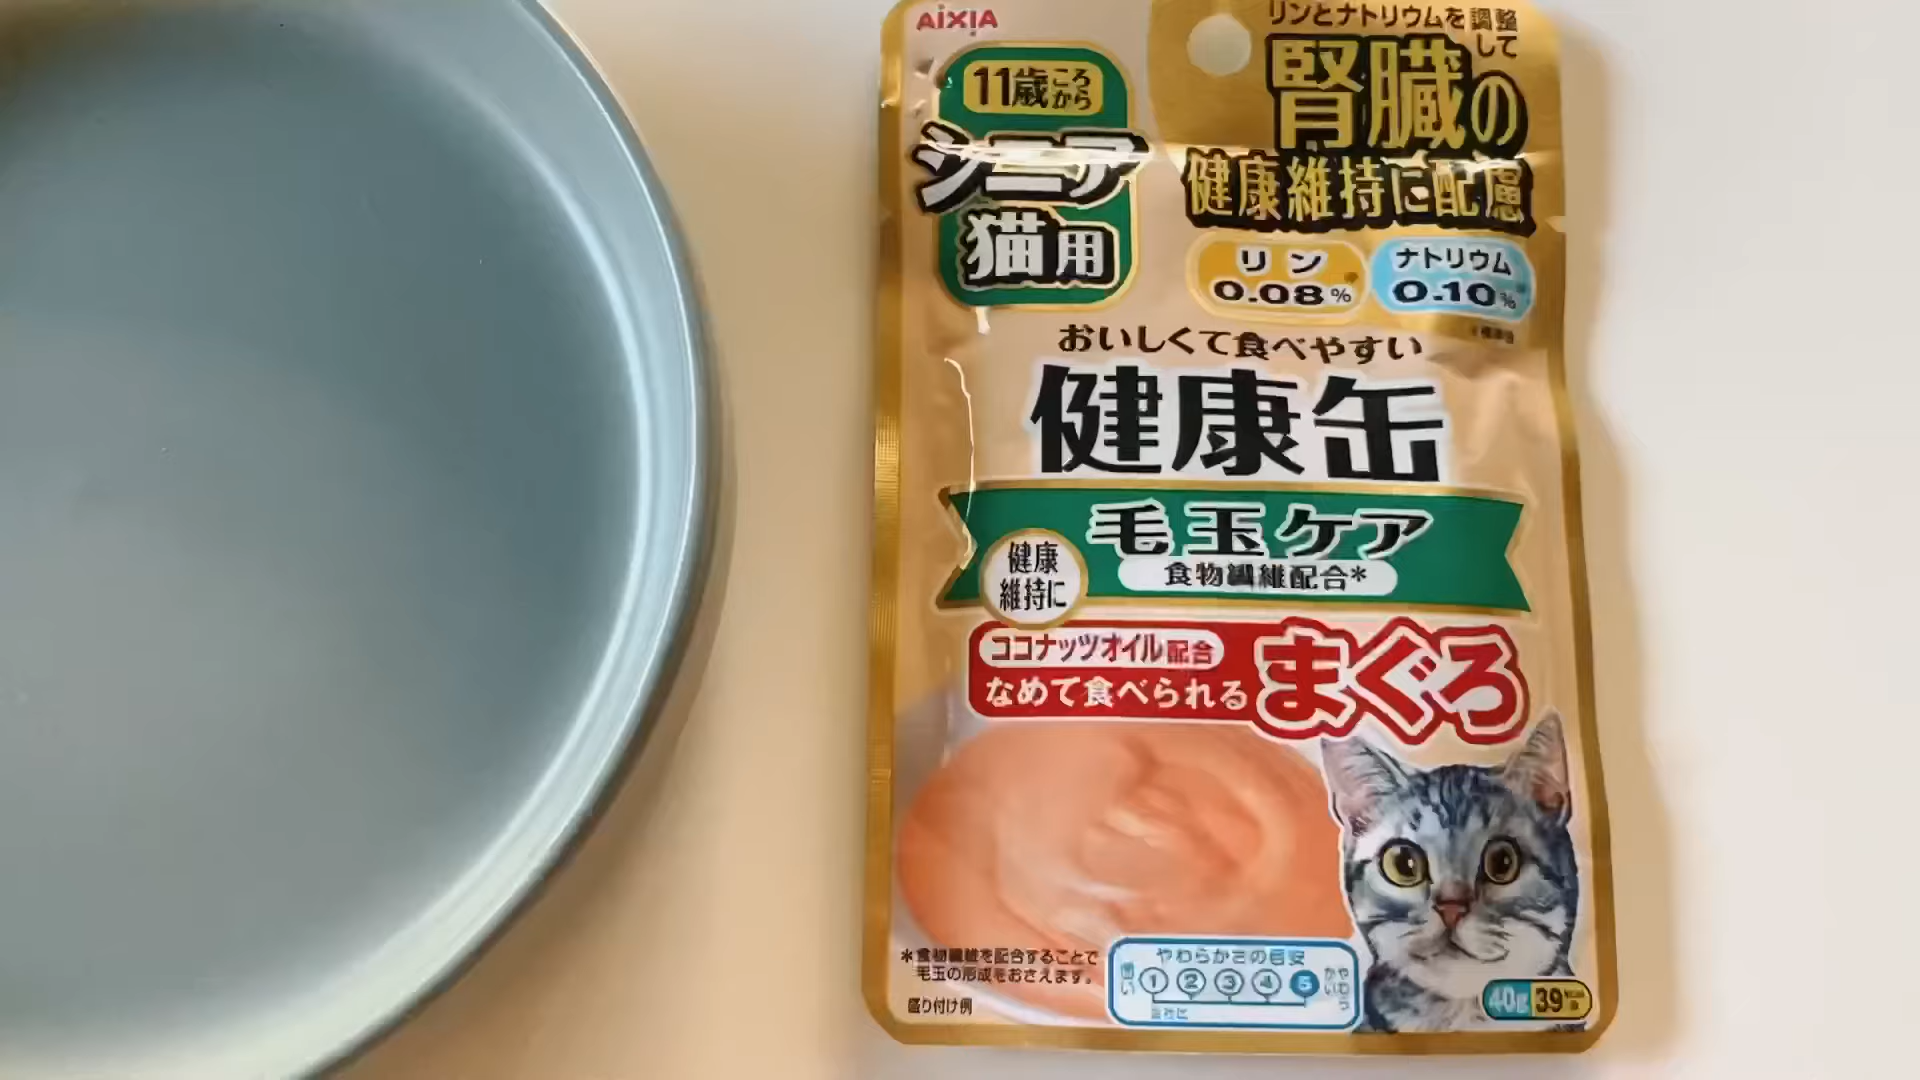 AIXIA
11歳ころから
シニア
猫用
リンとナトリウムを調整
して
腎臓の
健康維持に配慮
リン
0.08%
ナトリウム
0.10%
おいしくて食べやすい
健康缶
毛玉ケア
食物繊維配合*
健康
維持に
ココナッツオイル配合
なめて食べられる
まぐろ
*食物繊維を配合することで
毛玉の形成をおさえます。
盛り付け例
やわらかさの目安
1 2 3 4 5
当社比
40g
39